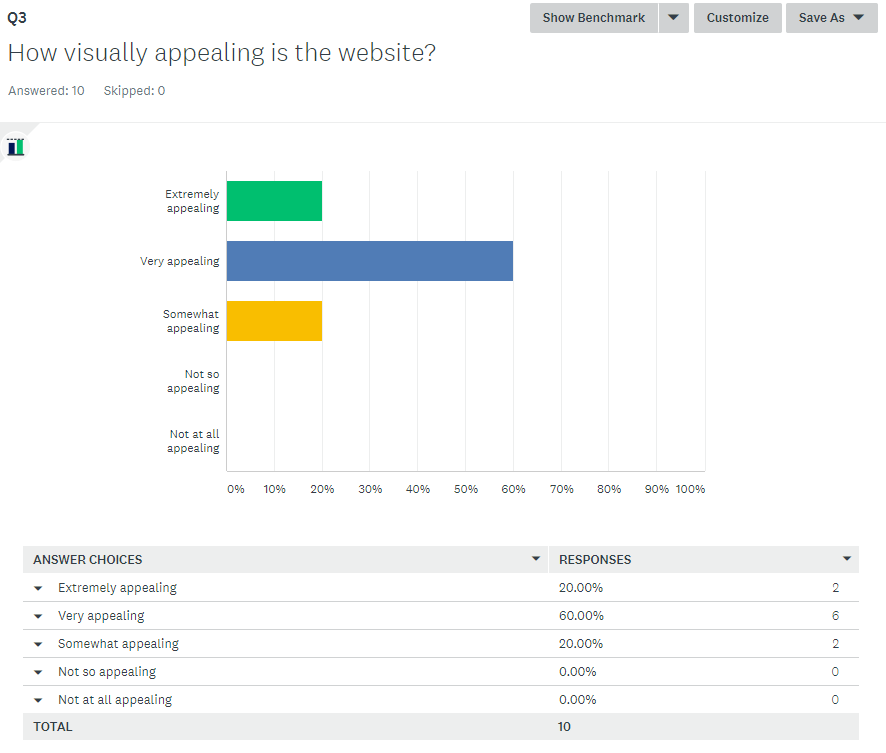 Q3
Show Benchmark
Customize
Save As
How visually appealing is the website?
Answered: 10 Skipped: 0
Extremely
appealing
Very appealing
Somewhat
appealing
Not so
appealing
Not at all
appealing
0% 10% 20% 30% 40% 50% 60% 70% 80% 90% 100%
ANSWER CHOICES RESPONSES
Extremely appealing 20.00% 2
Very appealing 60.00% 6
Somewhat appealing 20.00% 2
Not so appealing 0.00% 0
Not at all appealing 0.00% 0
TOTAL 10